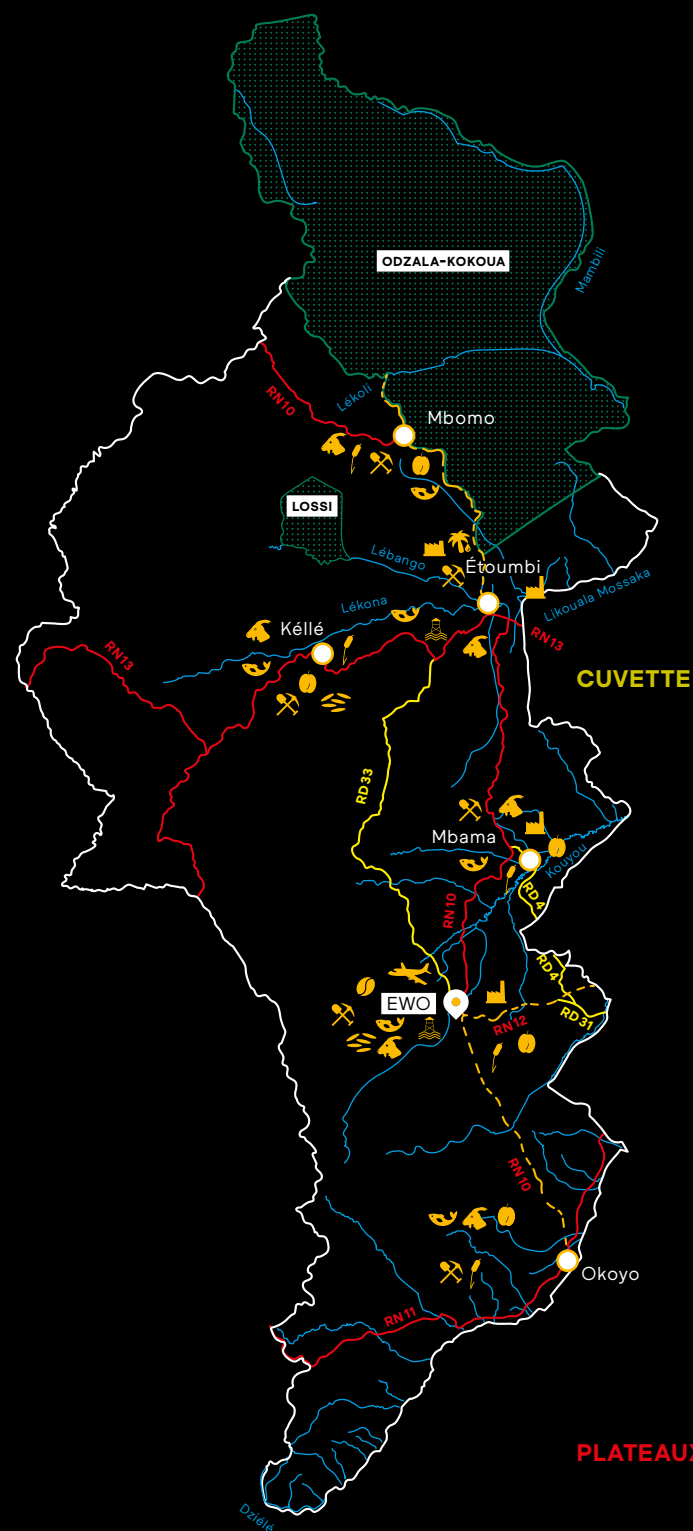 ODZALA-KOKOUA
Mambili
RN10
Lékoli
Mbomo
LOSSI
Lébango
Étoumbi
Likouala Mossaka
Lékona
Kéllé
RN13
RN13
CUVETTE
RD33
Mbama
Kouyou
RD4
RN10
RD4
EWO
RN12
RD31
RN10
Okoyo
RN11
PLATEAUX
Dziélé